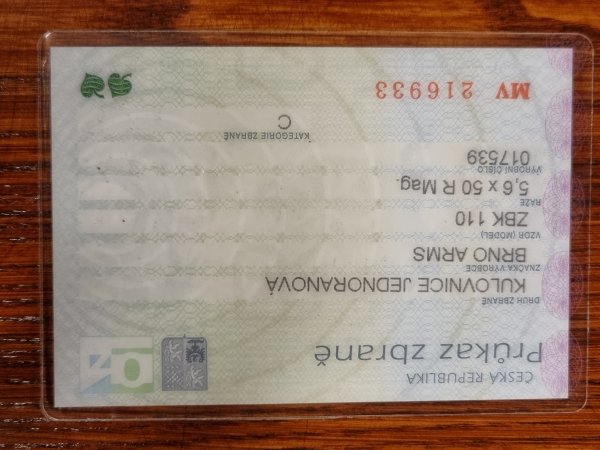 ČESKÁ REPUBLIKA
Průkaz zbraně
DRUH ZBRANĚ
KULOVNICE JEDNORANOVÁ
ZNAČKA VÝROBCE
BRNO ARMS
VZOR (MODEL)
ZBK 110
RÁŽE
5,6 x 50 R Mag.
VÝROBNÍ ČÍSLO
017539
KATEGORIE ZBRANĚ
C
MV 216933